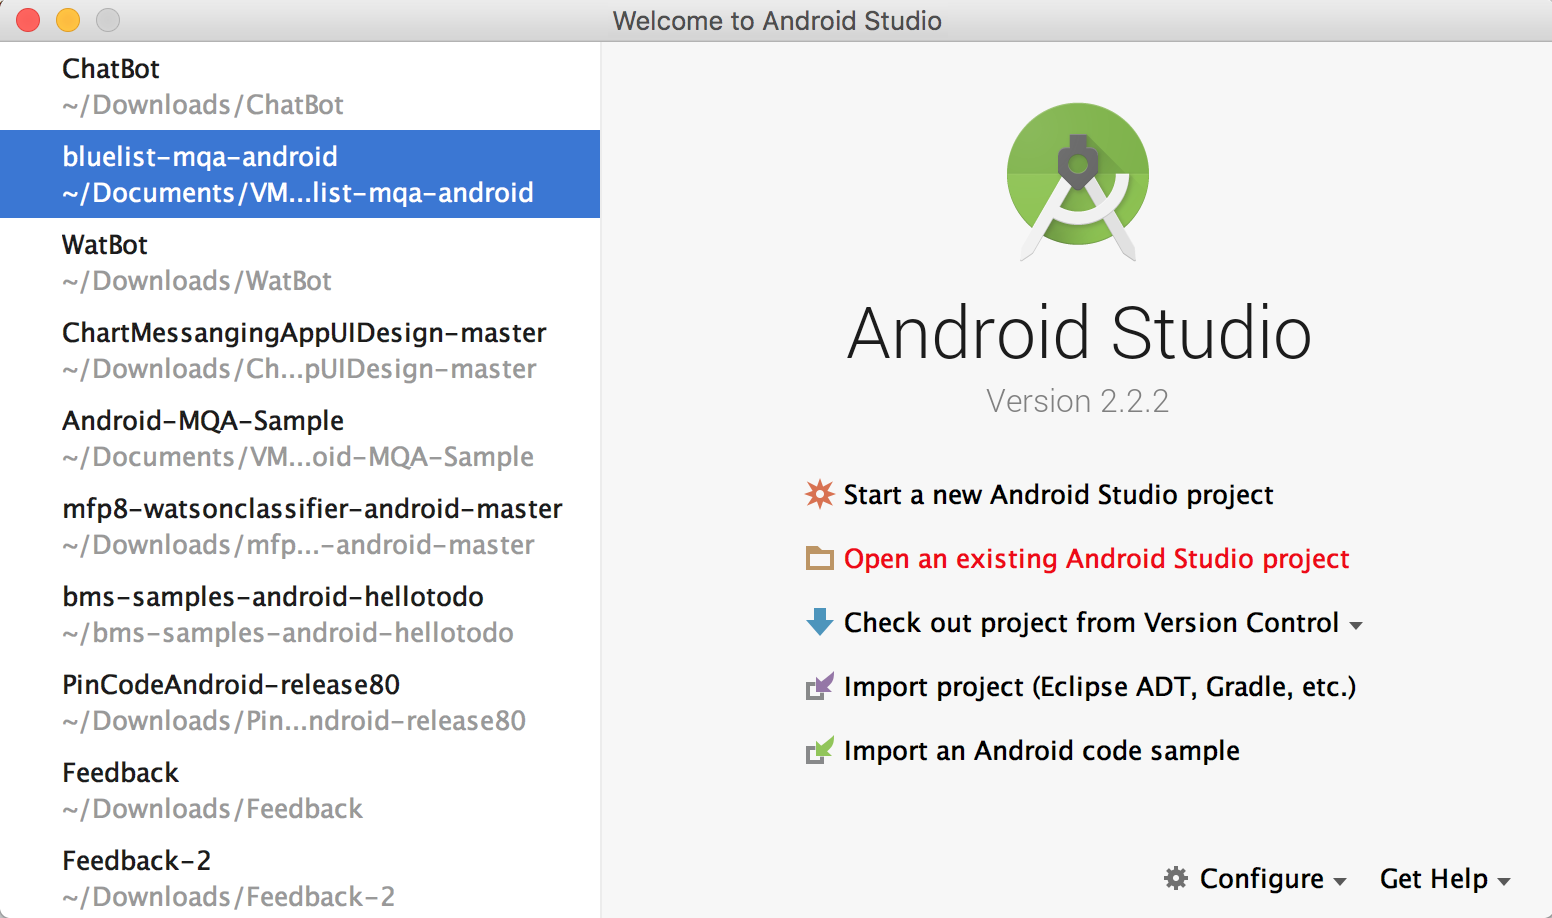 Welcome to Android Studio
ChatBot
~/Downloads/ChatBot
bluelist-mqa-android
~/Documents/VM...list-mqa-android
WatBot
~/Downloads/WatBot
ChartMessangingAppUIDesign-master
~/Downloads/Ch...pUIDesign-master
Android-MQA-Sample
~/Documents/VM...oid-MQA-Sample
mfp8-watsonclassifier-android-master
~/Downloads/mfp...-android-master
bms-samples-android-hellotodo
~/bms-samples-android-hellotodo
PinCodeAndroid-release80
~/Downloads/Pin...ndroid-release80
Feedback
~/Downloads/Feedback
Feedback-2
~/Downloads/Feedback-2
Android Studio
Version 2.2.2
Start a new Android Studio project
Open an existing Android Studio project
Check out project from Version Control
Import project (Eclipse ADT, Gradle, etc.)
Import an Android code sample
Configure
Get Help